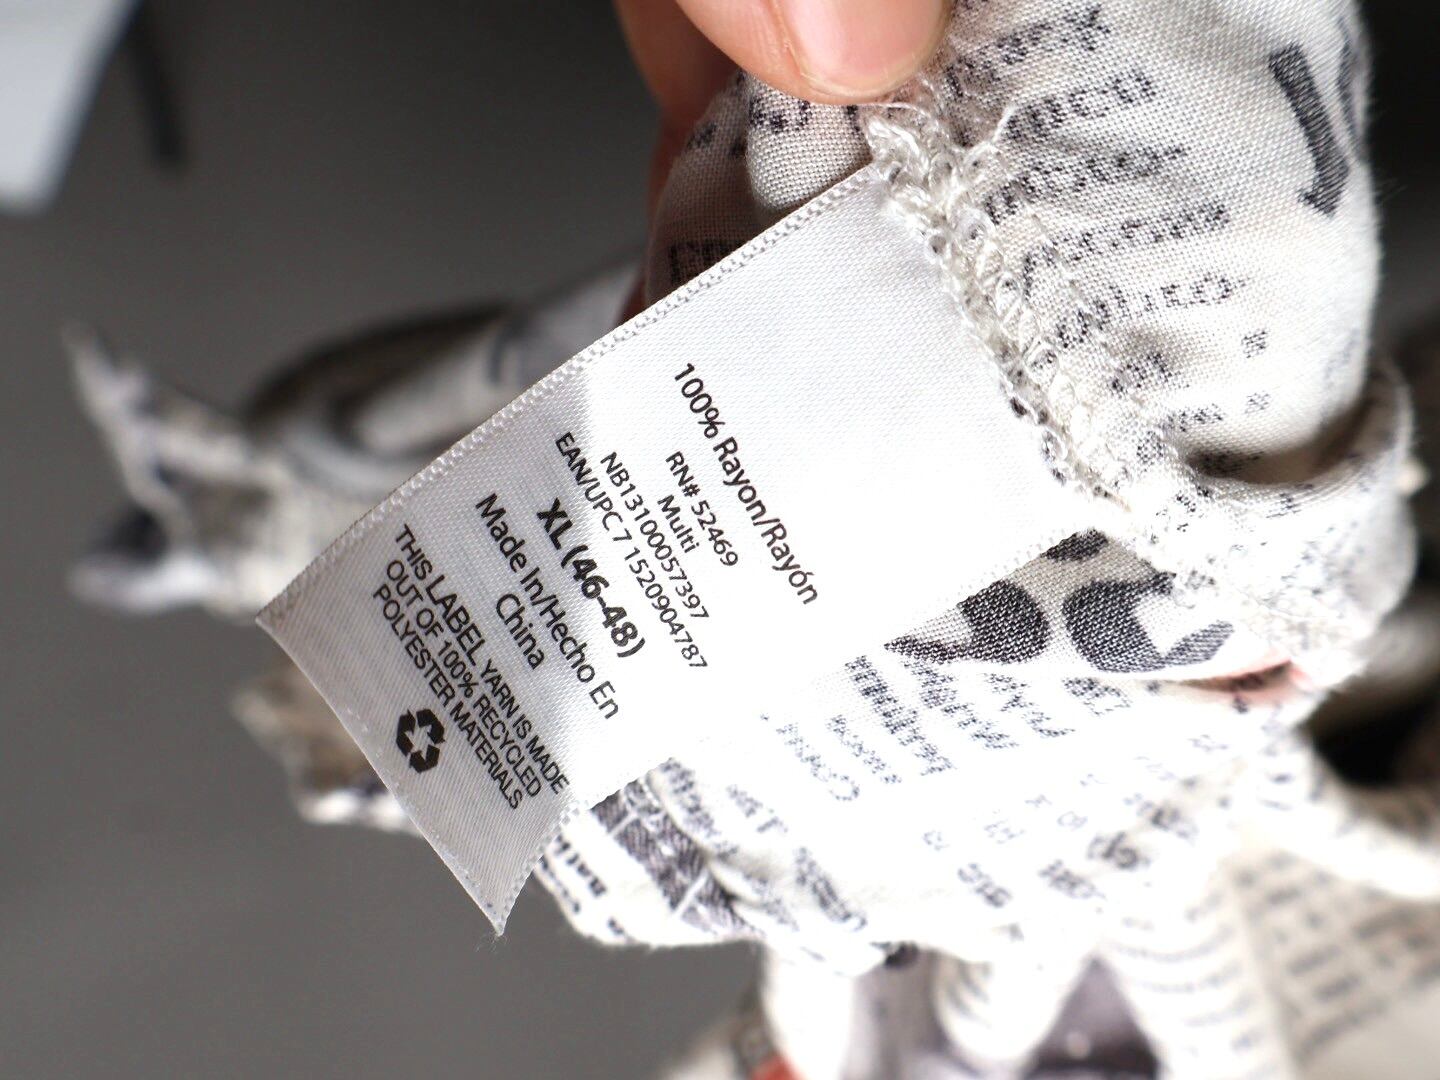 100% Rayon/Rayón
RN# 52469
Multi
NB13100057397
EAN/UPC 7 1520904787
XL (46-48)
Made In/Hecho En
China
THIS LABEL YARN IS MADE
OUT OF 100% RECYCLED
POLYESTER MATERIALS